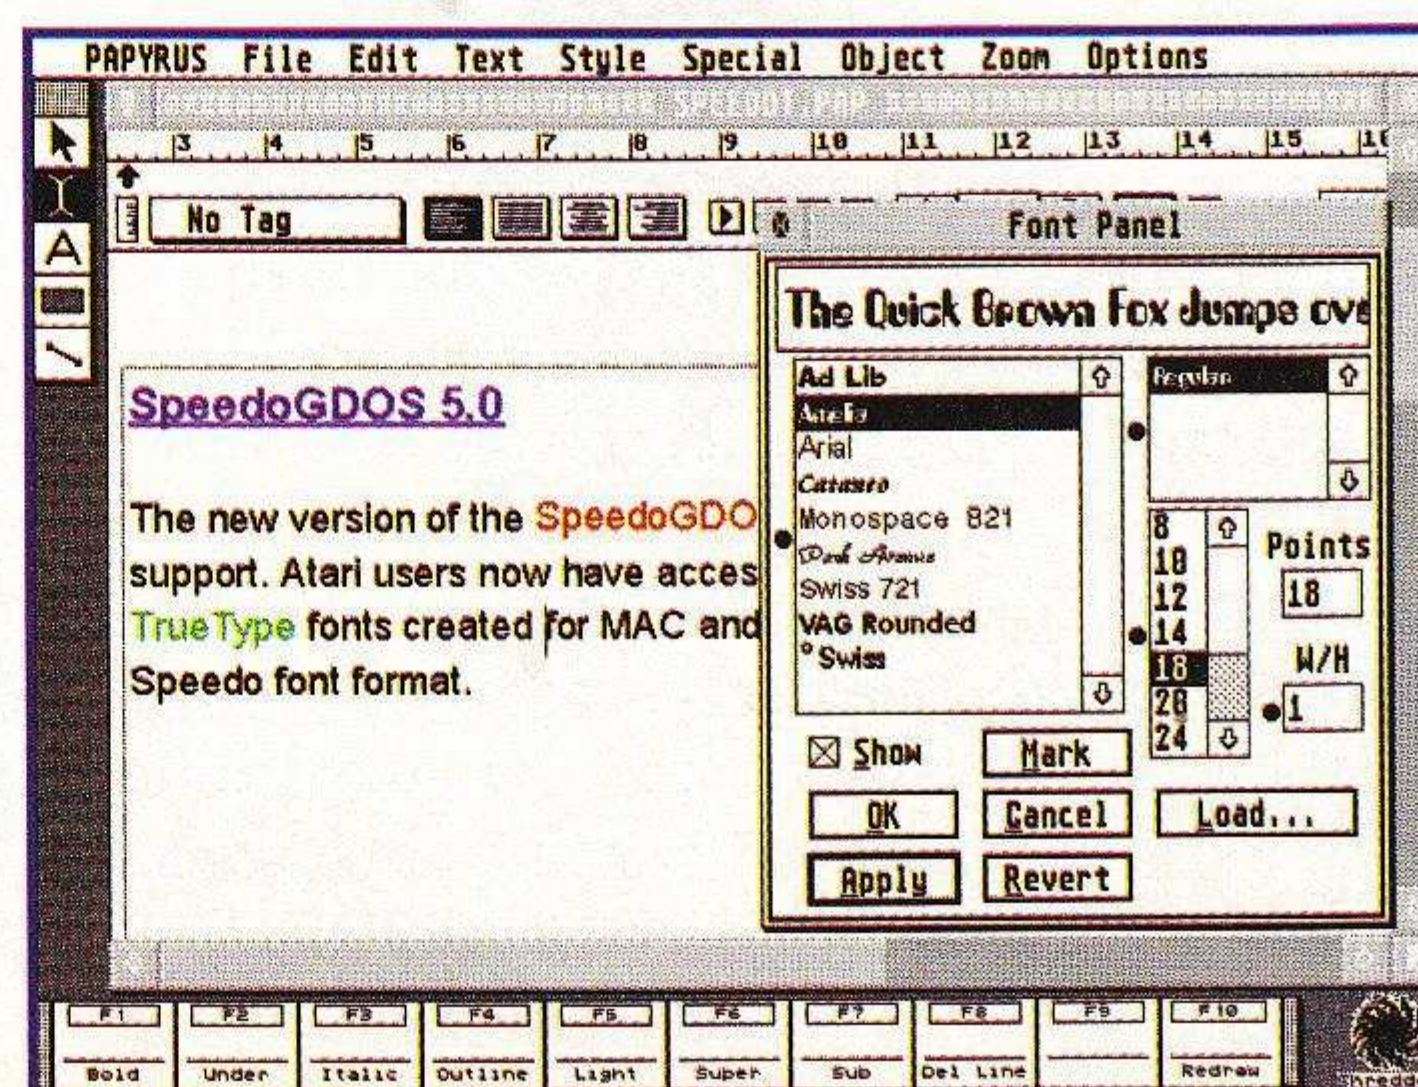 PAPYRUS File Edit Text Style Special Object Zoom Options
3 4 5 6 7 8 9 10 11 12 13 14 15
No Tag
Font Panel
The Quick Brown Fox Jumps ove
Ad Lib
Amelia
Arial
Cataneo
Monospace 821
Park Avenue
Swiss 721
VAG Rounded
° Swiss
Regular
8
10
12
14
18
20
24
Points
18
W/H
1
Show
Mark
OK
Cancel
Load...
Apply
Revert
SpeedoGDOS 5.0
The new version of the SpeedoGDO
support. Atari users now have acces
TrueType fonts created for MAC and
Speedo font format.
F1 F2 F3 F4 F5 F6 F7 F8 F9 F10
Bold Under Italic Outline Light Super Sub Del Line Redraw